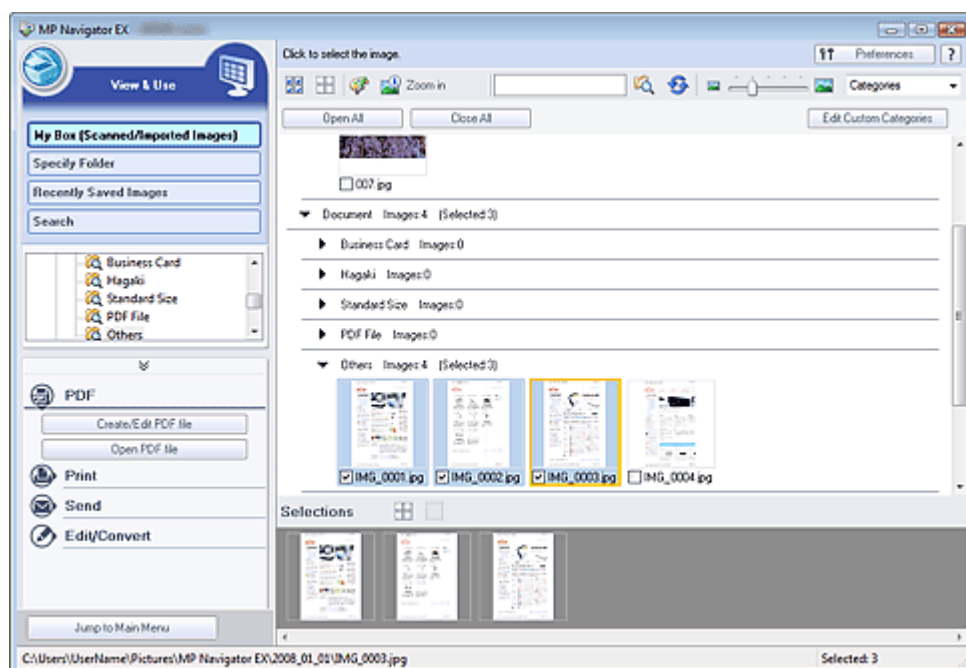 MP Navigator EX
Click to select the image.
Preferences
?
View & Use
Zoom in
Categories
Open All
Close All
Edit Custom Categories
My Box (Scanned/Imported Images)
Specify Folder
Recently Saved Images
Search
007.jpg
Document Images:4 (Selected:3)
Business Card Images:0
Hagaki Images:0
Standard Size Images:0
PDF File Images:0
Others Images:4 (Selected:3)
Business Card
Hagaki
Standard Size
PDF File
Others
PDF
Create/Edit PDF file
Open PDF file
Print
Send
Edit/Convert
IMG_0001.jpg
IMG_0002.jpg
IMG_0003.jpg
IMG_0004.jpg
Selections
Jump to Main Menu
C:\Users\UserName\Pictures\MP Navigator EX\2008_01_01\IMG_0003.jpg
Selected: 3